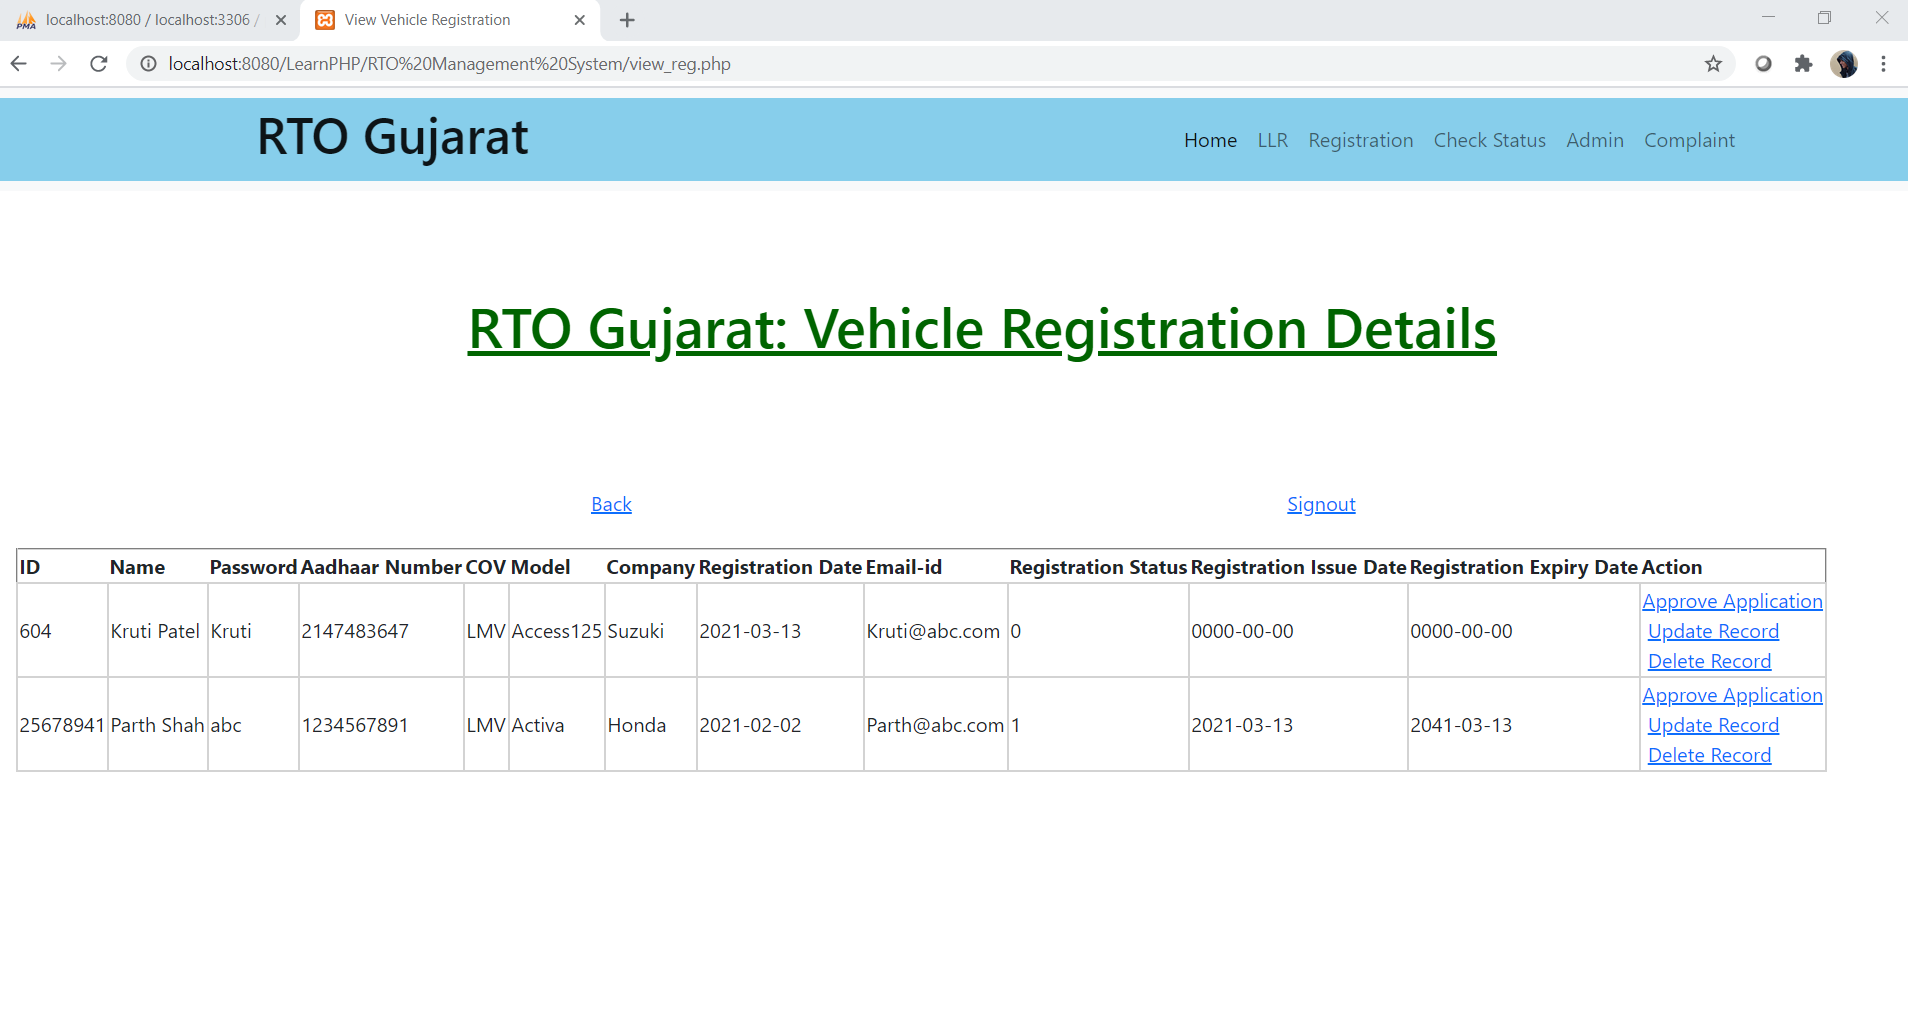 PMA localhost:8080 / localhost:3306 / View Vehicle Registration
localhost:8080/LearnPHP/RTO%20Management%20System/view_reg.php
RTO Gujarat Home LLR Registration Check Status Admin Complaint
RTO Gujarat: Vehicle Registration Details
Back Signout
ID Name Password Aadhaar Number COV Model Company Registration Date Email-id Registration Status Registration Issue Date Registration Expiry Date Action
604 Kruti Patel Kruti 2147483647 LMV Access125 Suzuki 2021-03-13 Kruti@abc.com 0 0000-00-00 0000-00-00 Approve Application
Update Record
Delete Record
25678941 Parth Shah abc 1234567891 LMV Activa Honda 2021-02-02 Parth@abc.com 1 2021-03-13 2041-03-13 Approve Application
Update Record
Delete Record